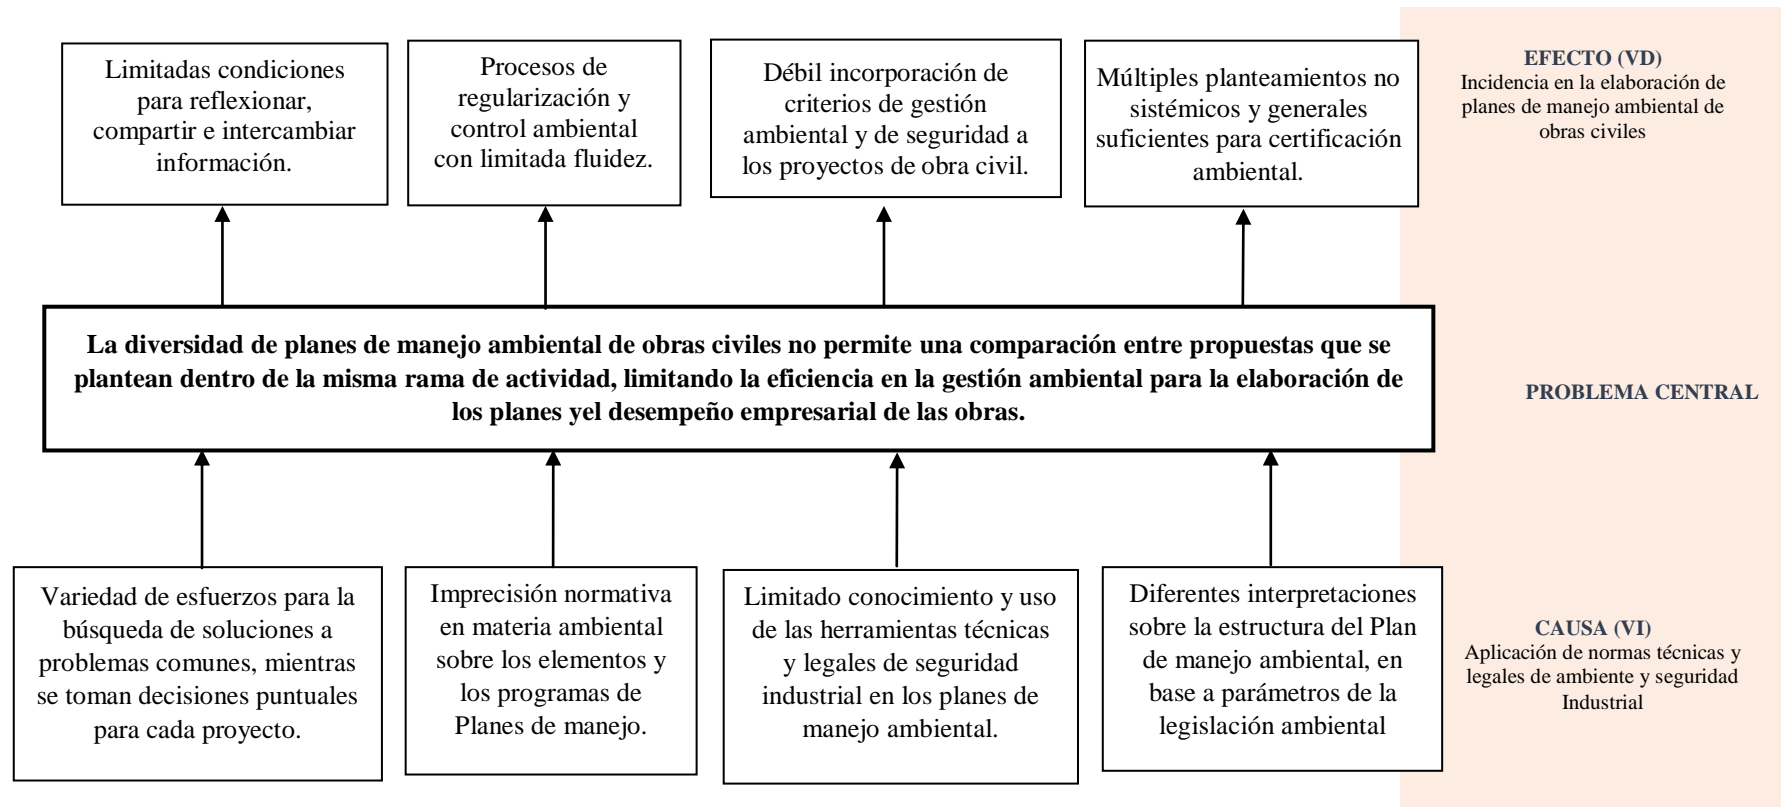 Limitadas condiciones
para reflexionar,
compartir e intercambiar
información.
Procesos de
regularización y
control ambiental
con limitada fluidez.
Débil incorporación de
criterios de gestión
ambiental y de seguridad a
los proyectos de obra civil.
Múltiples planteamientos no
sistémicos y generales
suficientes para certificación
ambiental.
EFECTO (VD)
Incidencia en la elaboración de
planes de manejo ambiental de
obras civiles
La diversidad de planes de manejo ambiental de obras civiles no permite una comparación entre propuestas que se
plantean dentro de la misma rama de actividad, limitando la eficiencia en la gestión ambiental para la elaboración de
los planes yel desempeño empresarial de las obras.
PROBLEMA CENTRAL
Variedad de esfuerzos para la
búsqueda de soluciones a
problemas comunes, mientras
se toman decisiones puntuales
para cada proyecto.
Imprecisión normativa
en materia ambiental
sobre los elementos y
los programas de
Planes de manejo.
Limitado conocimiento y uso
de las herramientas técnicas
y legales de seguridad
industrial en los planes de
manejo ambiental.
Diferentes interpretaciones
sobre la estructura del Plan
de manejo ambiental, en
base a parámetros de la
legislación ambiental
CAUSA (VI)
Aplicación de normas técnicas y
legales de ambiente y seguridad
Industrial